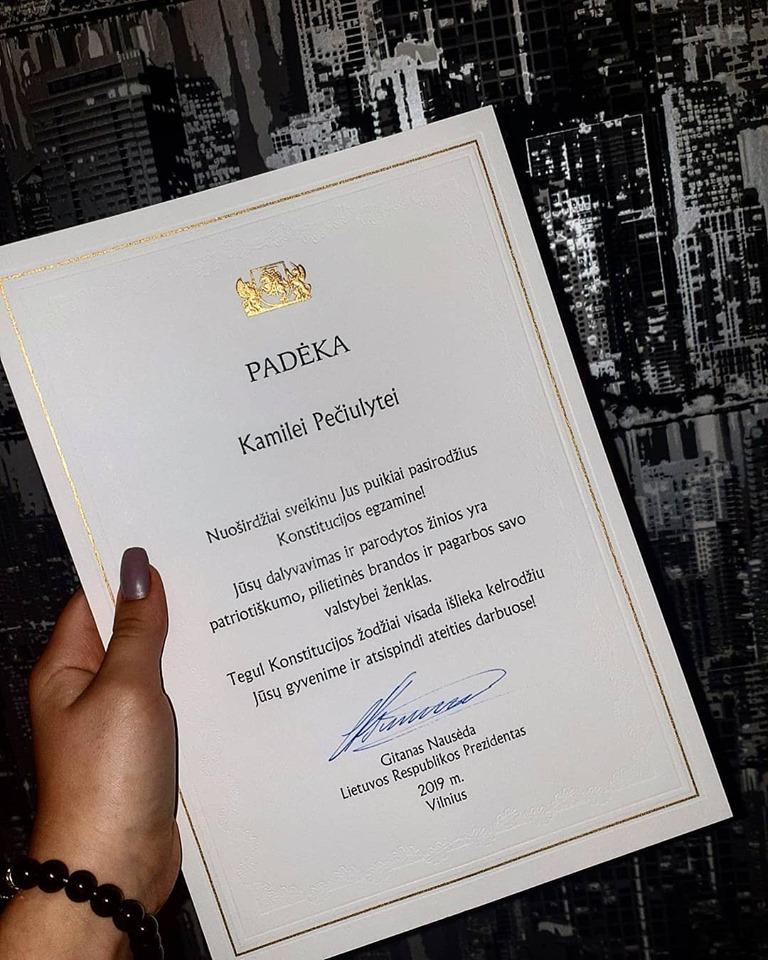 PADĖKA
Kamilei Pečiulytei
Nuoširdžiai sveikinu Jus puikiai pasirodžius
Konstitucijos egzamine!
Jūsų dalyvavimas ir parodytos žinios yra
patriotiškumo, pilietinės brandos ir pagarbos savo
valstybei ženklas.
Tegul Konstitucijos žodžiai visada išlieka kelrodžiu
Jūsų gyvenime ir atsispindi ateities darbuose!
Gitanas Nausėda
Lietuvos Respublikos Prezidentas
2019 m.
Vilnius